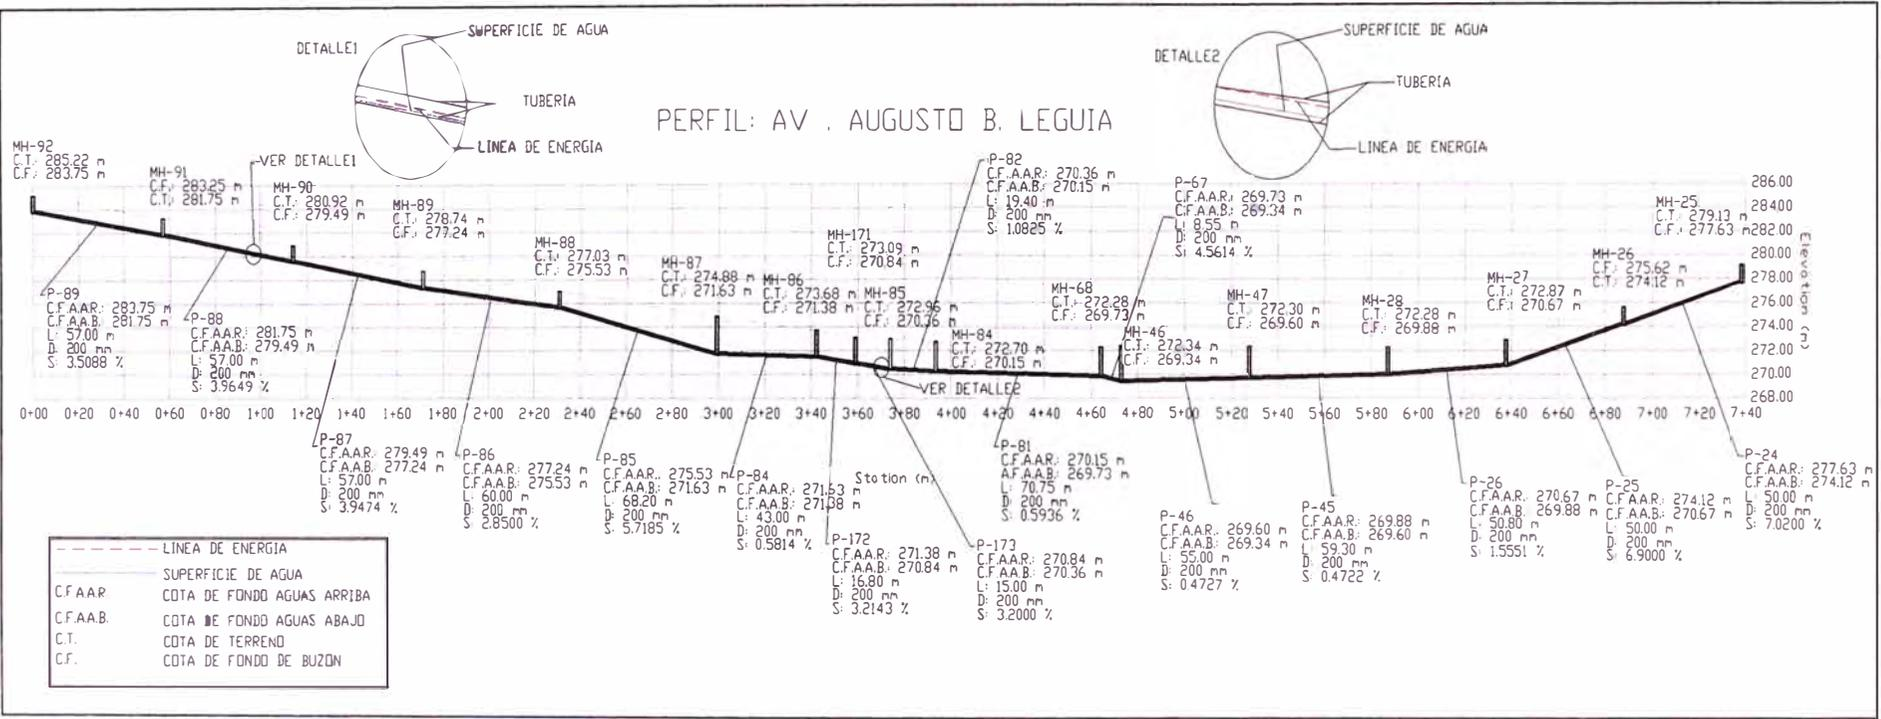 DETALLE1
SUPERFICIE DE AGUA
TUBERIA
LINEA DE ENERGIA
PERFIL: AV . AUGUSTO B. LEGUIA
DETALLE2
SUPERFICIE DE AGUA
TUBERIA
LINEA DE ENERGIA
MH-92
C.T.: 285.22 m
C.F.: 283.75 m
MH-91
C.F.: 283.25 m
C.T.: 281.75 m
VER DETALLE1
MH-90
C.T.: 280.92 m
C.F.: 279.49 m
MH-89
C.T.: 278.74 m
C.F.: 277.24 m
MH-88
C.T.: 277.03 m
C.F.: 275.53 m
MH-87
C.T.: 274.88 m
C.F.: 271.63 m
MH-86
C.T.: 273.68 m
C.F.: 271.38 m
MH-171
C.T.: 273.09 m
C.F.: 270.84 m
MH-85
C.T.: 272.96 m
C.F.: 270.36 m
MH-84
C.T.: 272.70 m
C.F.: 270.15 m
VER DETALLE2
P-82
C.F..A.A.R.: 270.36 m
C.F.A.A.B.: 270.15 m
L: 19.40 m
D: 200 mm
S: 1.0825 %
MH-68
C.T.: 272.28 m
C.F.: 269.73 m
P-67
C.F.A.A.R.: 269.73 m
C.F.A.A.B.: 269.34 m
L: 8.55 m
D: 200 mm
S: 4.5614 %
MH-46
C.T.: 272.34 m
C.F.: 269.34 m
MH-47
C.T.: 272.30 m
C.F.: 269.60 m
MH-28
C.T.: 272.28 m
C.F.: 269.88 m
MH-27
C.T.: 272.87 m
C.F.: 270.67 m
MH-26
C.F.: 275.62 m
C.T.: 274.12 m
MH-25
C.T.: 279.13 m
C.F.: 277.63 m
286.00
284.00
282.00
280.00
278.00
276.00
274.00
272.00
270.00
268.00
Elevation (m)
P-89
C.F.A.A.R: 283.75 m
C.F.A.A.B: 281.75 m
L: 57.00 m
D: 200 mm
S: 3.5088 %
P-88
C.F.A.A.R: 281.75 m
C.F.A.A.B: 279.49 m
L: 57.00 m
D: 200 mm
S: 3.9649 %
0+00 0+20 0+40 0+60 0+80 1+00 1+20 1+40 1+60 1+80 2+00 2+20 2+40 2+60 2+80 3+00 3+20 3+40 3+60 3+80 4+00 4+20 4+40 4+60 4+80 5+00 5+20 5+40 5+60 5+80 6+00 6+20 6+40 6+60 6+80 7+00 7+20 7+40
Station (m)
P-87
C.F.A.A.R.: 279.49 m
C.F.A.A.B.: 277.24 m
L: 57.00 m
D: 200 mm
S: 3.9474 %
P-86
C.F.A.A.R.: 277.24 m
C.F.A.A.B.: 275.53 m
L: 60.00 m
D: 200 mm
S: 2.8500 %
P-85
C.F.A.A.R.: 275.53 m
C.F.A.A.B.: 271.63 m
L: 68.20 m
D: 200 mm
S: 5.7185 %
P-84
C.F.A.A.R.: 271.63 m
C.F.A.A.B.: 271.38 m
L: 43.00 m
D: 200 mm
S: 0.5814 %
P-172
C.F.A.A.R.: 271.38 m
C.F.A.A.B.: 270.84 m
L: 16.80 m
D: 200 mm
S: 3.2143 %
P-173
C.F.A.A.R.: 270.84 m
C.F.A.A.B.: 270.36 m
L: 15.00 m
D: 200 mm
S: 3.2000 %
P-81
C.F.A.A.R.: 270.15 m
A.F.A.A.B.: 269.73 m
L: 70.75 m
D: 200 mm
S: 0.5936 %
P-46
C.F.A.A.R.: 269.60 m
C.F.A.A.B.: 269.34 m
L: 55.00 m
D: 200 mm
S: 0.4727 %
P-45
C.F.A.A.R.: 269.88 m
C.F.A.A.B.: 269.60 m
L: 59.30 m
D: 200 mm
S: 0.4722 %
P-26
C.F.A.A.R.: 270.67 m
C.F.A.A.B.: 269.88 m
L: 50.80 m
D: 200 mm
S: 1.5551 %
P-25
C.F.A.A.R.: 274.12 m
C.F.A.A.B.: 270.67 m
L: 50.00 m
D: 200 mm
S: 6.9000 %
P-24
C.F.A.A.R.: 277.63 m
C.F.A.A.B.: 274.12 m
L: 50.00 m
D: 200 mm
S: 7.0200 %
LINEA DE ENERGIA
SUPERFICIE DE AGUA
C.F.A.A.R COTA DE FONDO AGUAS ARRIBA
C.F.A.A.B. COTA DE FONDO AGUAS ABAJO
C.T. COTA DE TERRENO
C.F. COTA DE FONDO DE BUZON